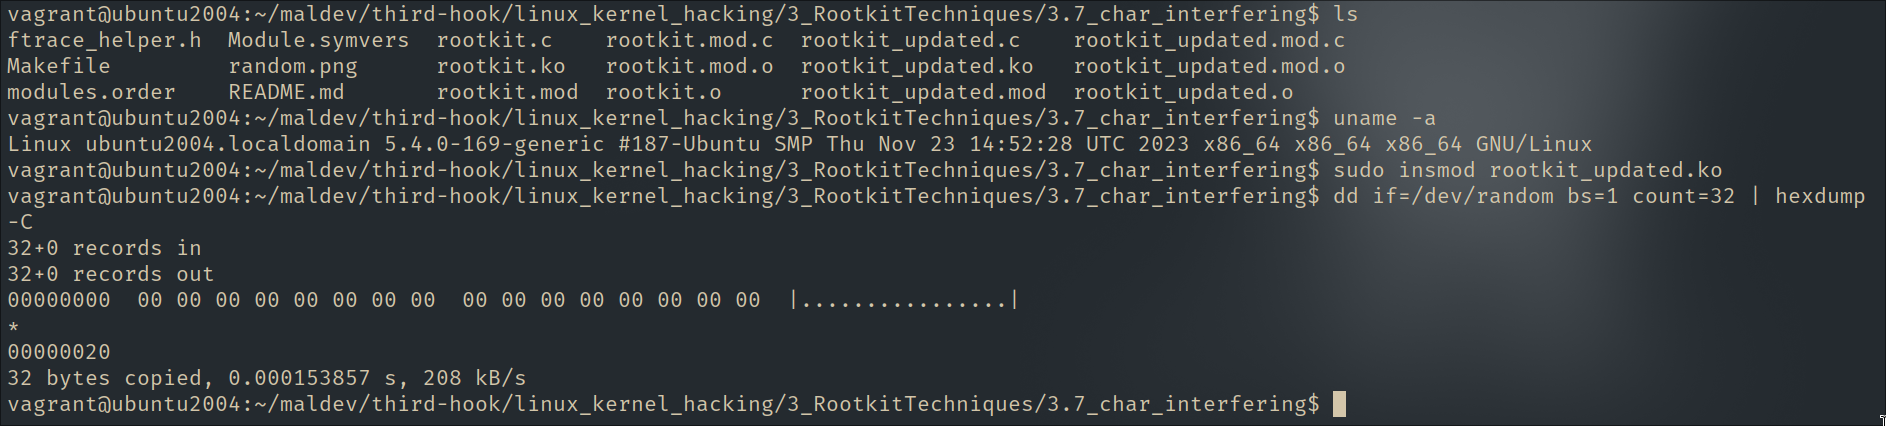 vagrant@ubuntu2004:~/maldev/third-hook/linux_kernel_hacking/3_RootkitTechniques/3.7_char_interfering$ ls
ftrace_helper.h  Module.symvers  rootkit.c    rootkit.mod.c  rootkit_updated.c    rootkit_updated.mod.c
Makefile         random.png      rootkit.ko   rootkit.mod.o  rootkit_updated.ko   rootkit_updated.mod.o
modules.order    README.md       rootkit.mod  rootkit.o      rootkit_updated.mod  rootkit_updated.o
vagrant@ubuntu2004:~/maldev/third-hook/linux_kernel_hacking/3_RootkitTechniques/3.7_char_interfering$ uname -a
Linux ubuntu2004.localdomain 5.4.0-169-generic #187-Ubuntu SMP Thu Nov 23 14:52:28 UTC 2023 x86_64 x86_64 x86_64 GNU/Linux
vagrant@ubuntu2004:~/maldev/third-hook/linux_kernel_hacking/3_RootkitTechniques/3.7_char_interfering$ sudo insmod rootkit_updated.ko
vagrant@ubuntu2004:~/maldev/third-hook/linux_kernel_hacking/3_RootkitTechniques/3.7_char_interfering$ dd if=/dev/random bs=1 count=32 | hexdump
-C
32+0 records in
32+0 records out
00000000  00 00 00 00 00 00 00 00  00 00 00 00 00 00 00 00  |................|
*
00000020
32 bytes copied, 0.000153857 s, 208 kB/s
vagrant@ubuntu2004:~/maldev/third-hook/linux_kernel_hacking/3_RootkitTechniques/3.7_char_interfering$